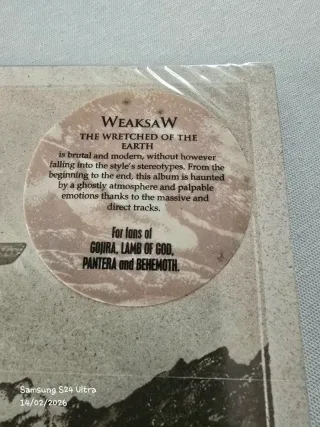 WEAKSAW
THE WRETCHED OF THE
EARTH
is brutal and modern, without however
falling into the style's stereotypes. From the
beginning to the end, this album is haunted
by a ghostly atmosphere and palpable
emotions thanks to the massive and
direct tracks.
For fans of
GOJIRA, LAMB OF GOD,
PANTERA and BEHEMOTH.
Samsung S24 Ultra
14/02/2026